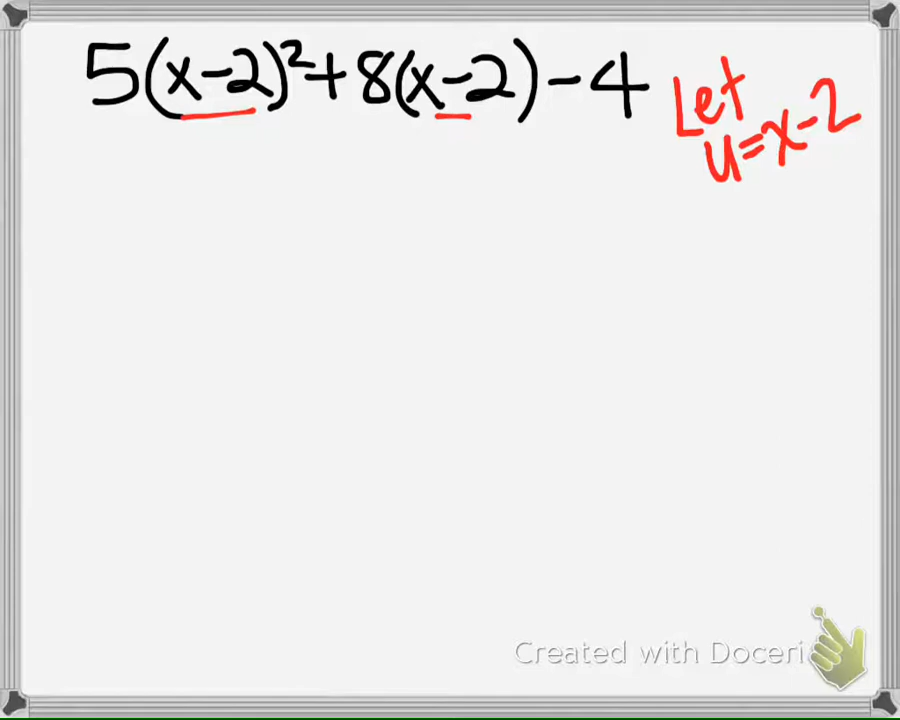 5(x-2)²+8(x-2)-4
Let
u=x-2
Created with Doceri